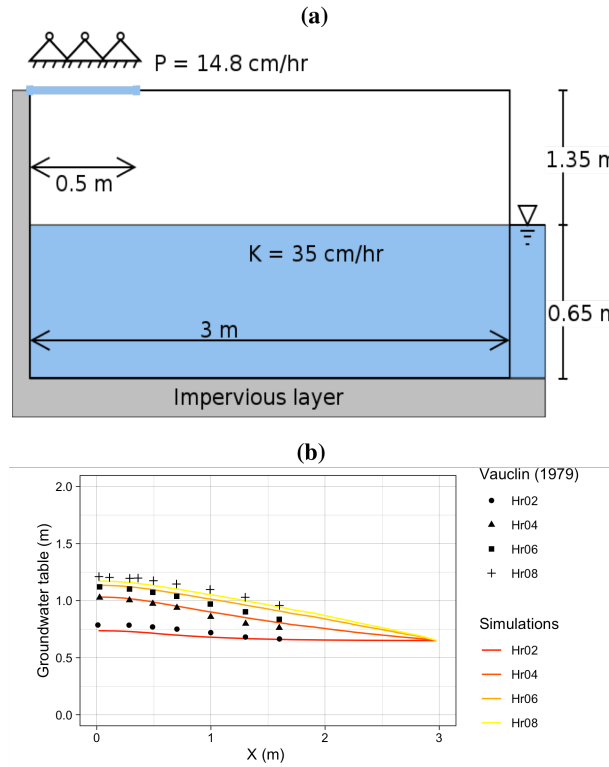 (a)
P = 14.8 cm/hr
1.35 m
0.5 m
K = 35 cm/hr
0.65 m
3 m
Impervious layer
(b)
Vauclin (1979)
Hr02
Hr04
Hr06
Hr08
Simulations
Hr02
Hr04
Hr06
Hr08
Groundwater table (m)
2.0
1.5
1.0
0.5
0.0
0 1 2 3
X (m)